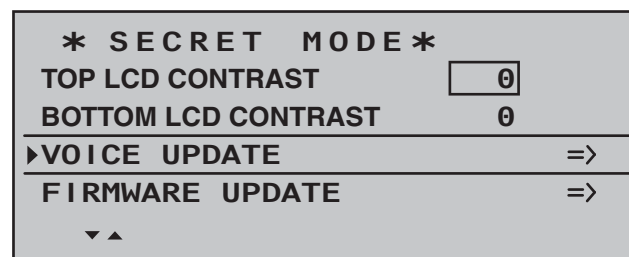 * SECRET MODE*
TOP LCD CONTRAST 0
BOTTOM LCD CONTRAST 0
VOICE UPDATE =>
FIRMWARE UPDATE =>